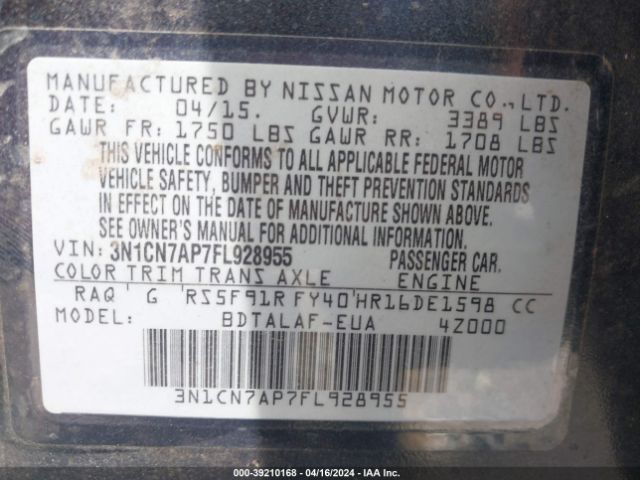 MANUFACTURED BY NISSAN MOTOR CO., LTD.
DATE: 04/15. GVWR: 3389 LBS
GAWR FR: 1750 LBS GAWR RR: 1708 LBS
THIS VEHICLE CONFORMS TO ALL APPLICABLE FEDERAL MOTOR
VEHICLE SAFETY, BUMPER AND THEFT PREVENTION STANDARDS
IN EFFECT ON THE DATE OF MANUFACTURE SHOWN ABOVE.
SEE OWNER'S MANUAL FOR ADDITIONAL INFORMATION.
VIN: 3N1CN7AP7FL928955 PASSENGER CAR.
COLOR TRIM TRANS AXLE ENGINE
RAQ' G 'RS5F91R FY40'HR16DE1598 CC
MODEL: BDTALAF-EUA 4Z000
3N1CN7AP7FL928955
000-39210168 - 04/16/2024 - IAA Inc.